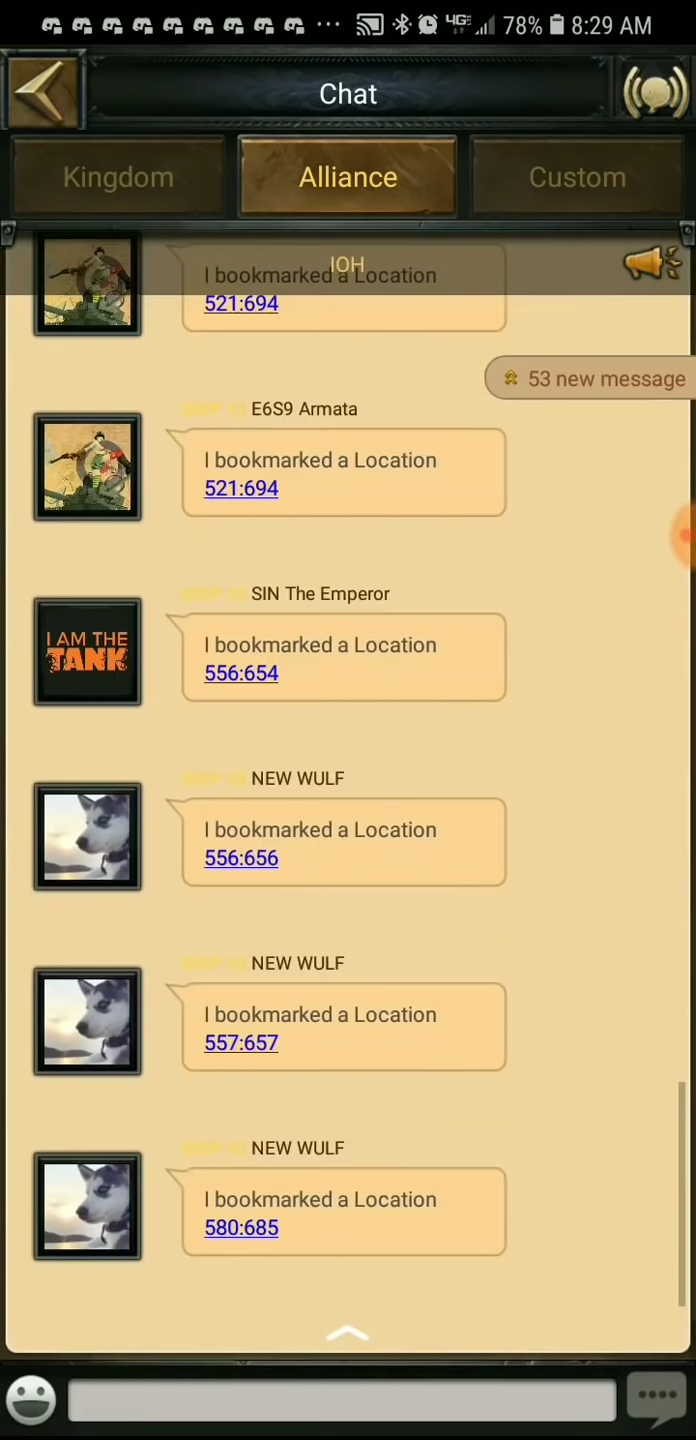 78% 8:29 AM
Chat
Kingdom
Alliance
Custom
IOH
I bookmarked a Location
521:694
53 new message
E6S9 Armata
I bookmarked a Location
521:694
SIN The Emperor
I AM THE
TANK
I bookmarked a Location
556:654
NEW WULF
I bookmarked a Location
556:656
NEW WULF
I bookmarked a Location
557:657
NEW WULF
I bookmarked a Location
580:685